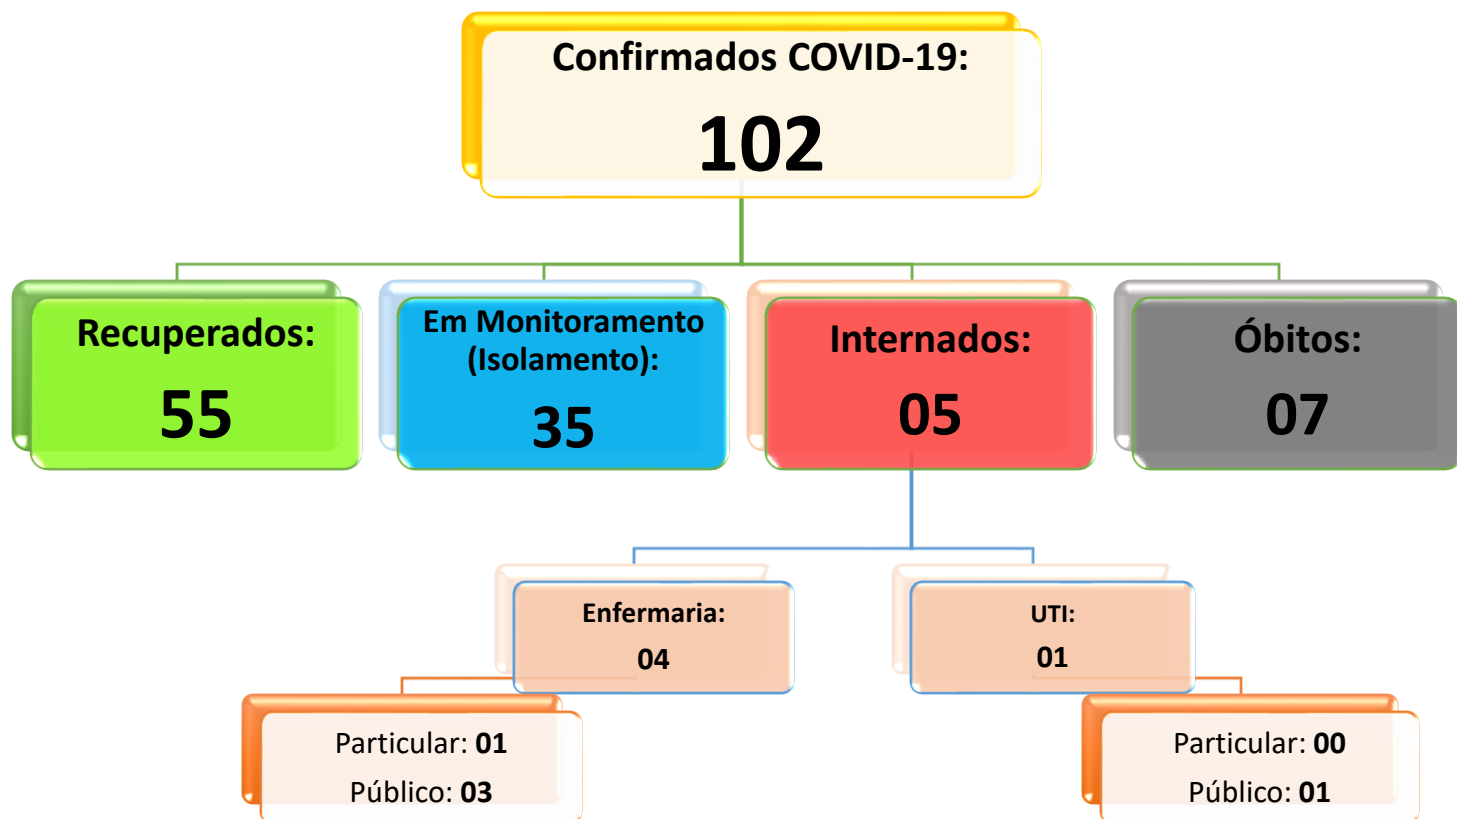 Confirmados COVID-19:
102
Recuperados:
55
Em Monitoramento
(Isolamento):
35
Internados:
05
Óbitos:
07
Enfermaria:
04
UTI:
01
Particular: 01
Público: 03
Particular: 00
Público: 01